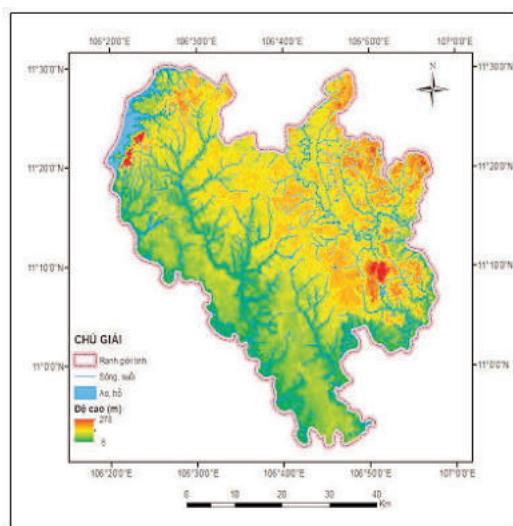 106°20'0"E 106°30'0"E 106°40'0"E 106°50'0"E 107°0'0"E
11°30'0"N 11°30'0"N
N
11°20'0"N 11°20'0"N
11°10'0"N 11°10'0"N
11°0'0"N 11°0'0"N
CHÚ GIẢI
Ranh giới tỉnh
Sông, suối
Ao, hồ
Độ cao (m)
278
6
106°20'0"E 106°30'0"E 106°40'0"E 106°50'0"E 107°0'0"E
0 10 20 30 40
Km